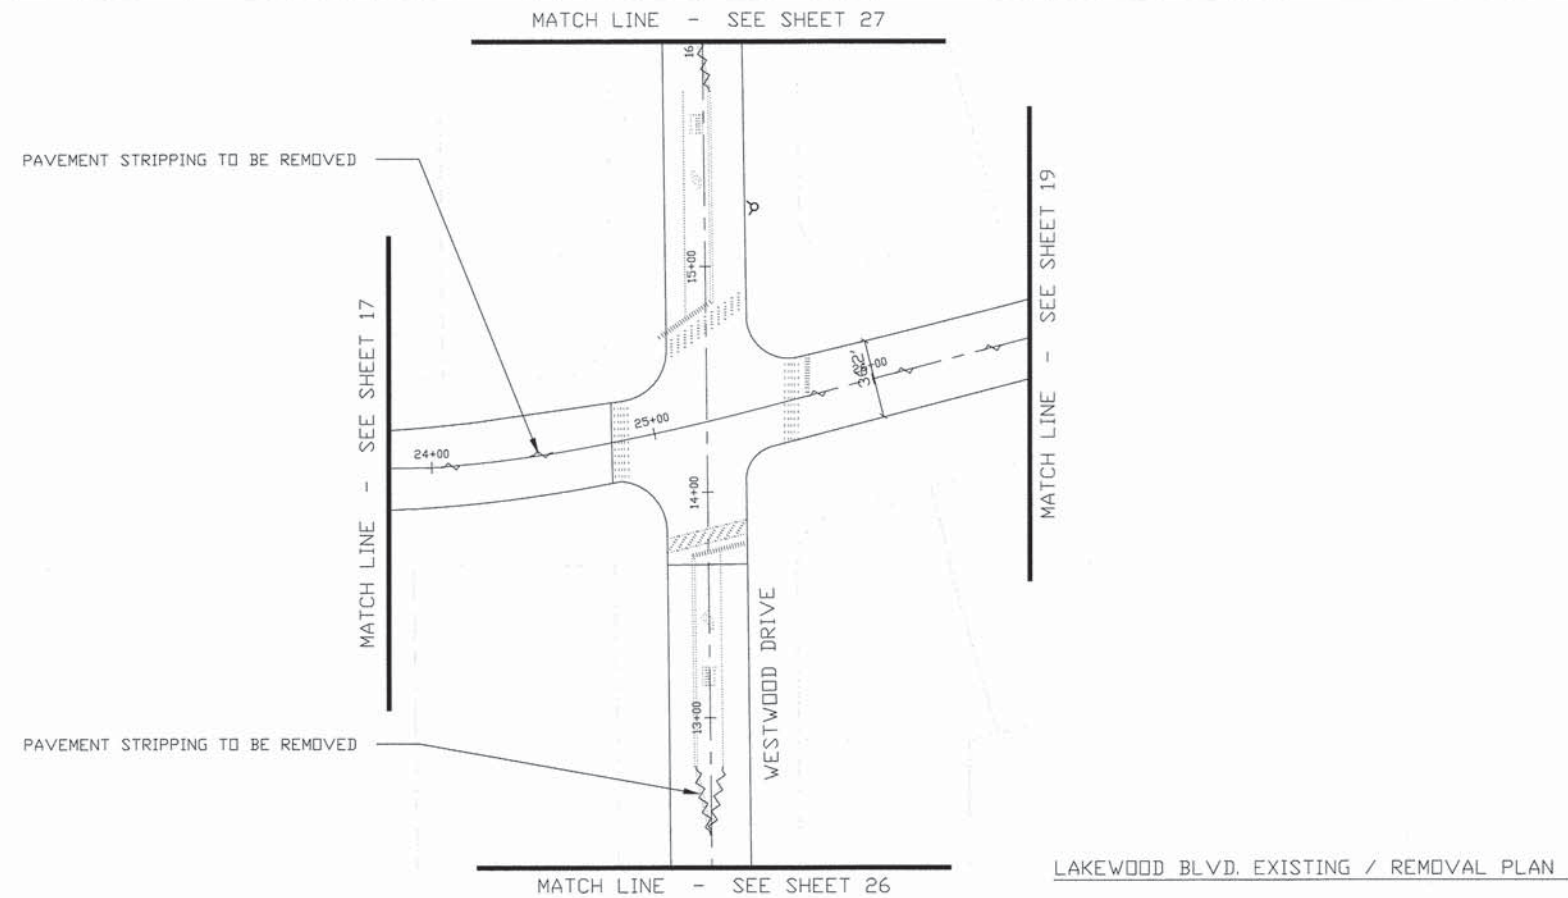 MATCH LINE - SEE SHEET 27
16
PAVEMENT STRIPPING TO BE REMOVED
MATCH LINE - SEE SHEET 19
15+00
MATCH LINE - SEE SHEET 17
+00
25+00
24+00
14+00
WESTWOOD DRIVE
13+00
PAVEMENT STRIPPING TO BE REMOVED
LAKEWOOD BLVD. EXISTING / REMOVAL PLAN
MATCH LINE - SEE SHEET 26